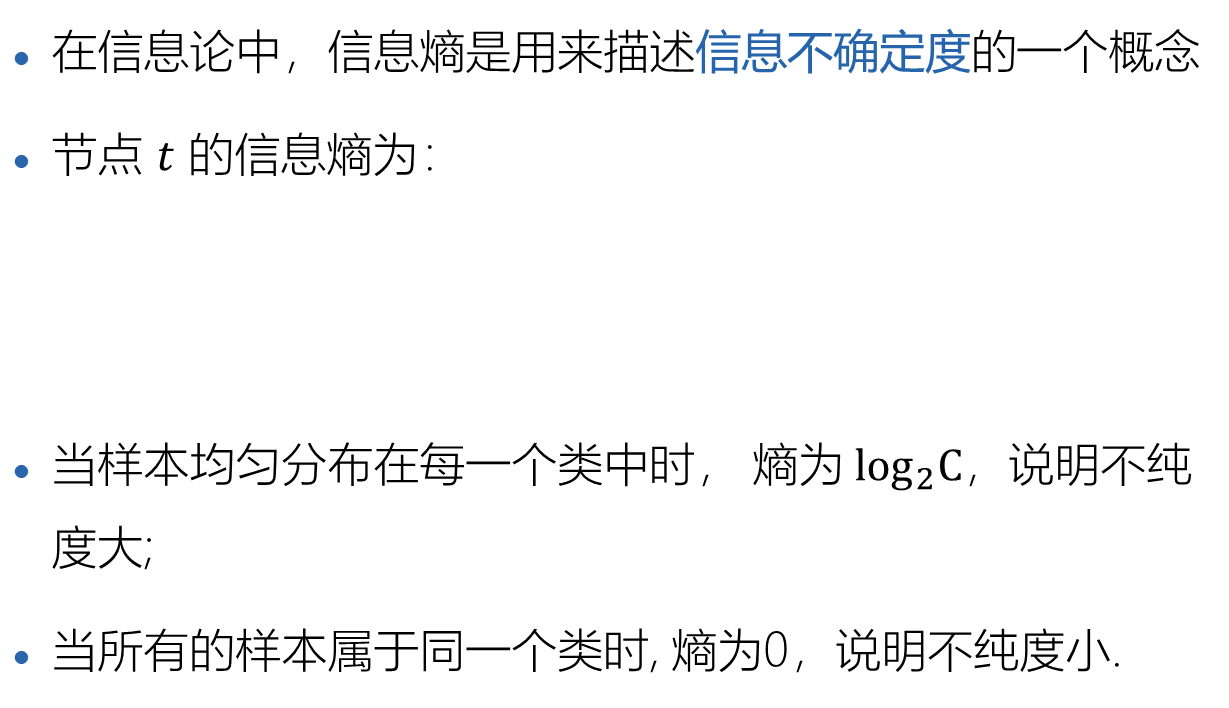 • 在信息论中，信息熵是用来描述信息不确定度的一个概念
• 节点 t 的信息熵为：
• 当样本均匀分布在每一个类中时， 熵为 log₂C，说明不纯
度大;
• 当所有的样本属于同一个类时, 熵为0，说明不纯度小.